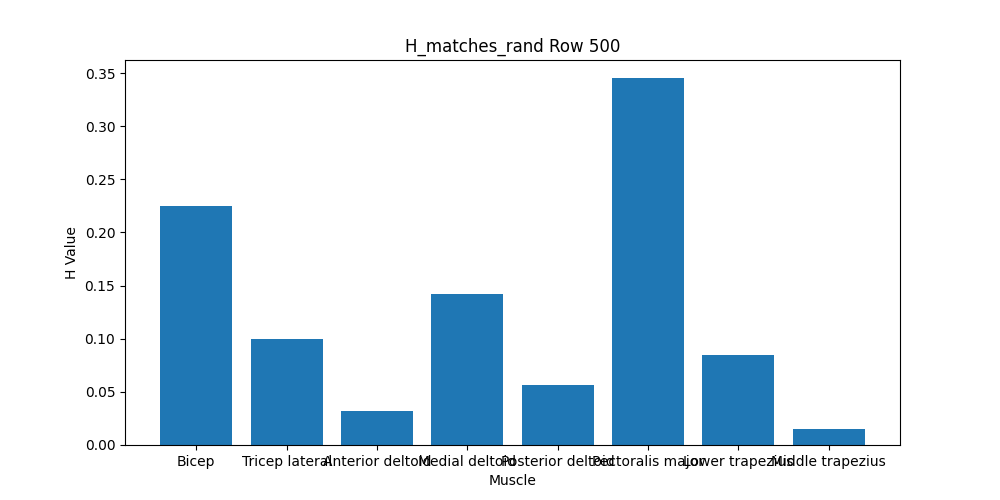 H_matches_rand Row 500
0.35
0.30
0.25
0.20
0.15
0.10
0.05
0.00
H Value
Bicep Tricep lateral Anterior deltoid Medial deltoid Posterior deltoid Pectoralis major Lower trapezius Middle trapezius
Muscle